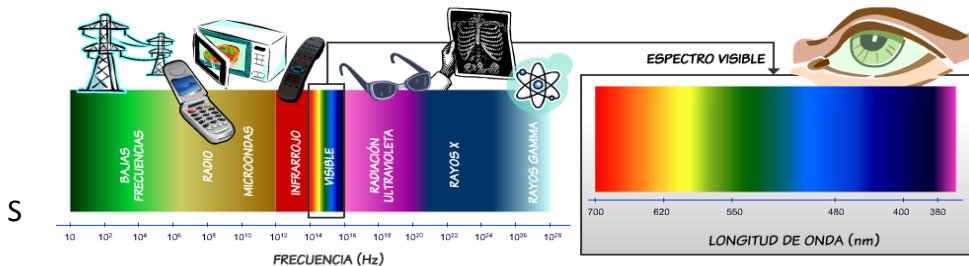 ESPECTRO VISIBLE
BAJAS
FRECUENCIAS
RADIO
MICROONDAS
INFRARROJO
VISIBLE
RADIACIÓN
ULTRAVIOLETA
RAYOS X
RAYOS GAMMA
S
10 10² 10⁴ 10⁶ 10⁸ 10¹⁰ 10¹² 10¹⁴ 10¹⁶ 10¹⁸ 10²⁰ 10²² 10²⁴ 10²⁶ 10²⁸
FRECUENCIA (Hz)
700 620 550 480 400 380
LONGITUD DE ONDA (nm)